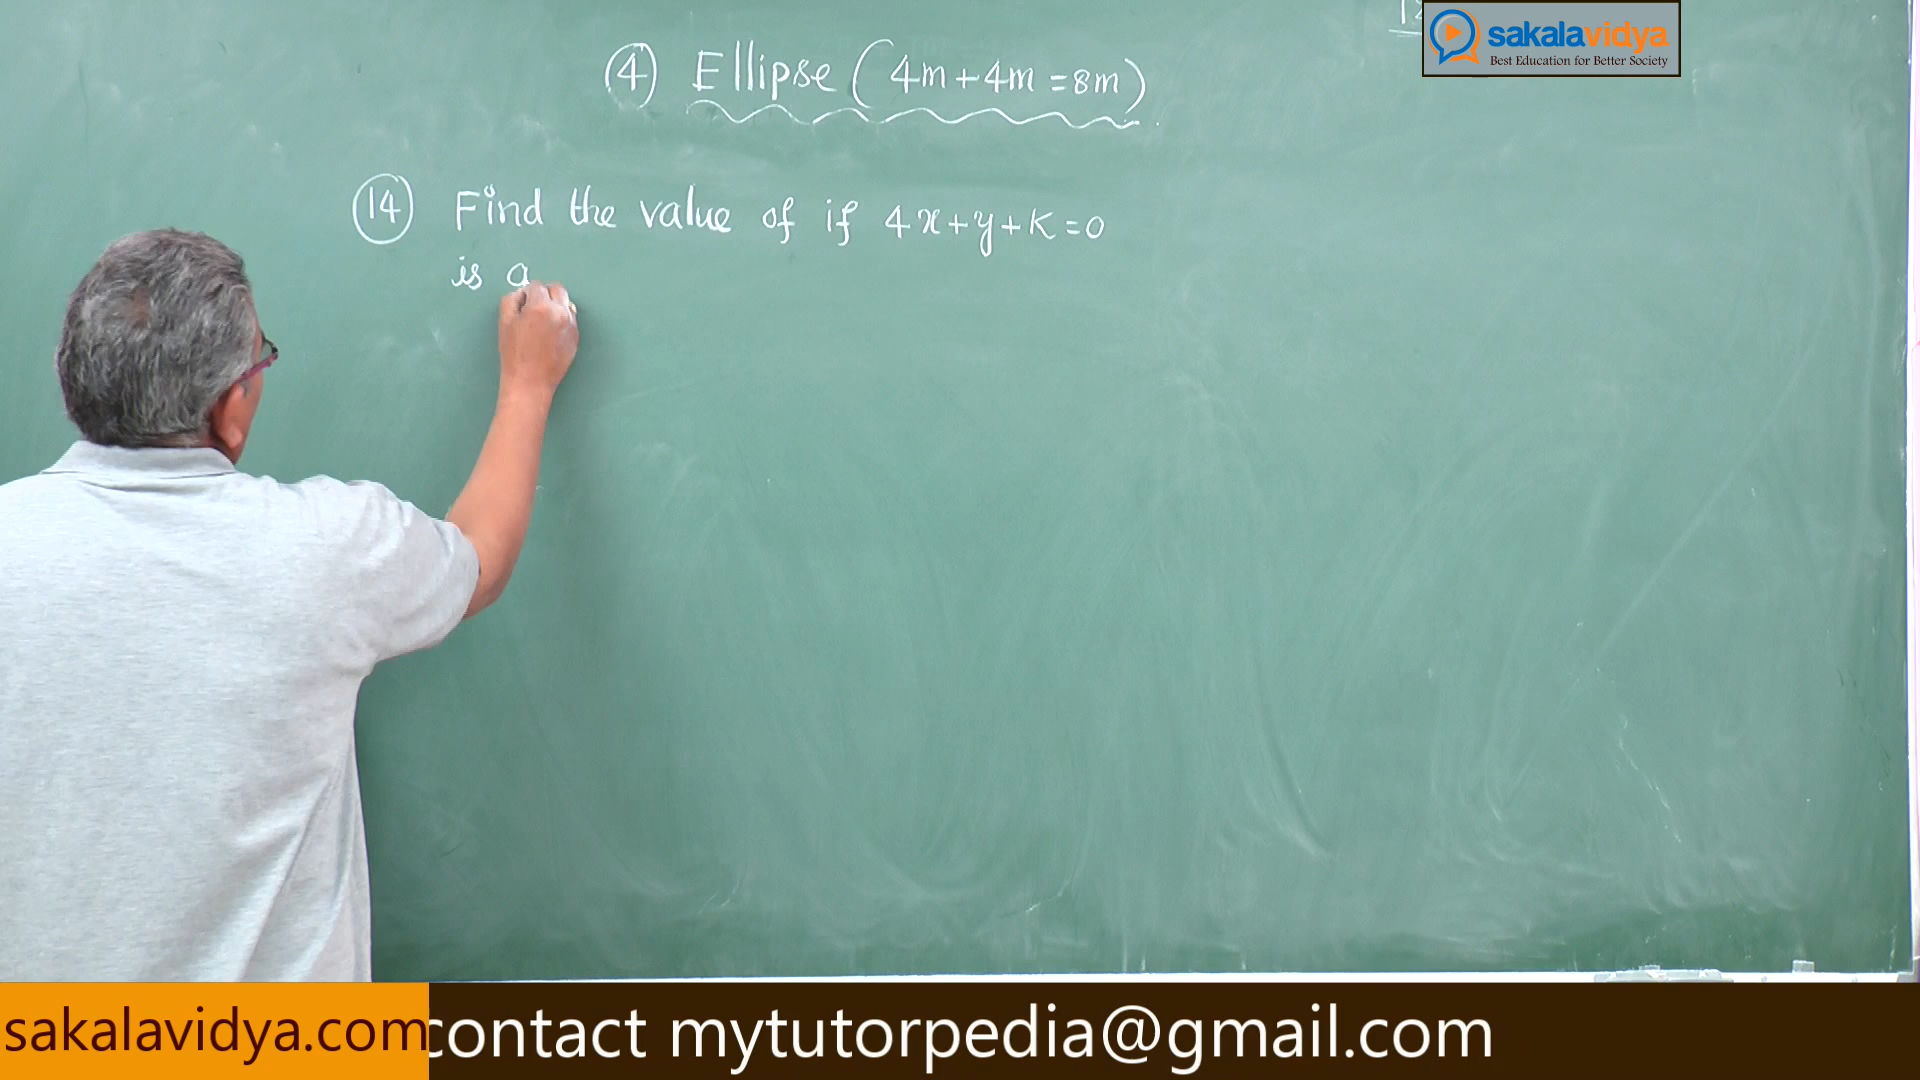 sakalavidya
Best Education for Better Society
④ Ellipse (4m+4m=8m)
⑭ Find the value of if 4x+y+K=0
is a
sakalavidya.com
contact mytutorpedia@gmail.com